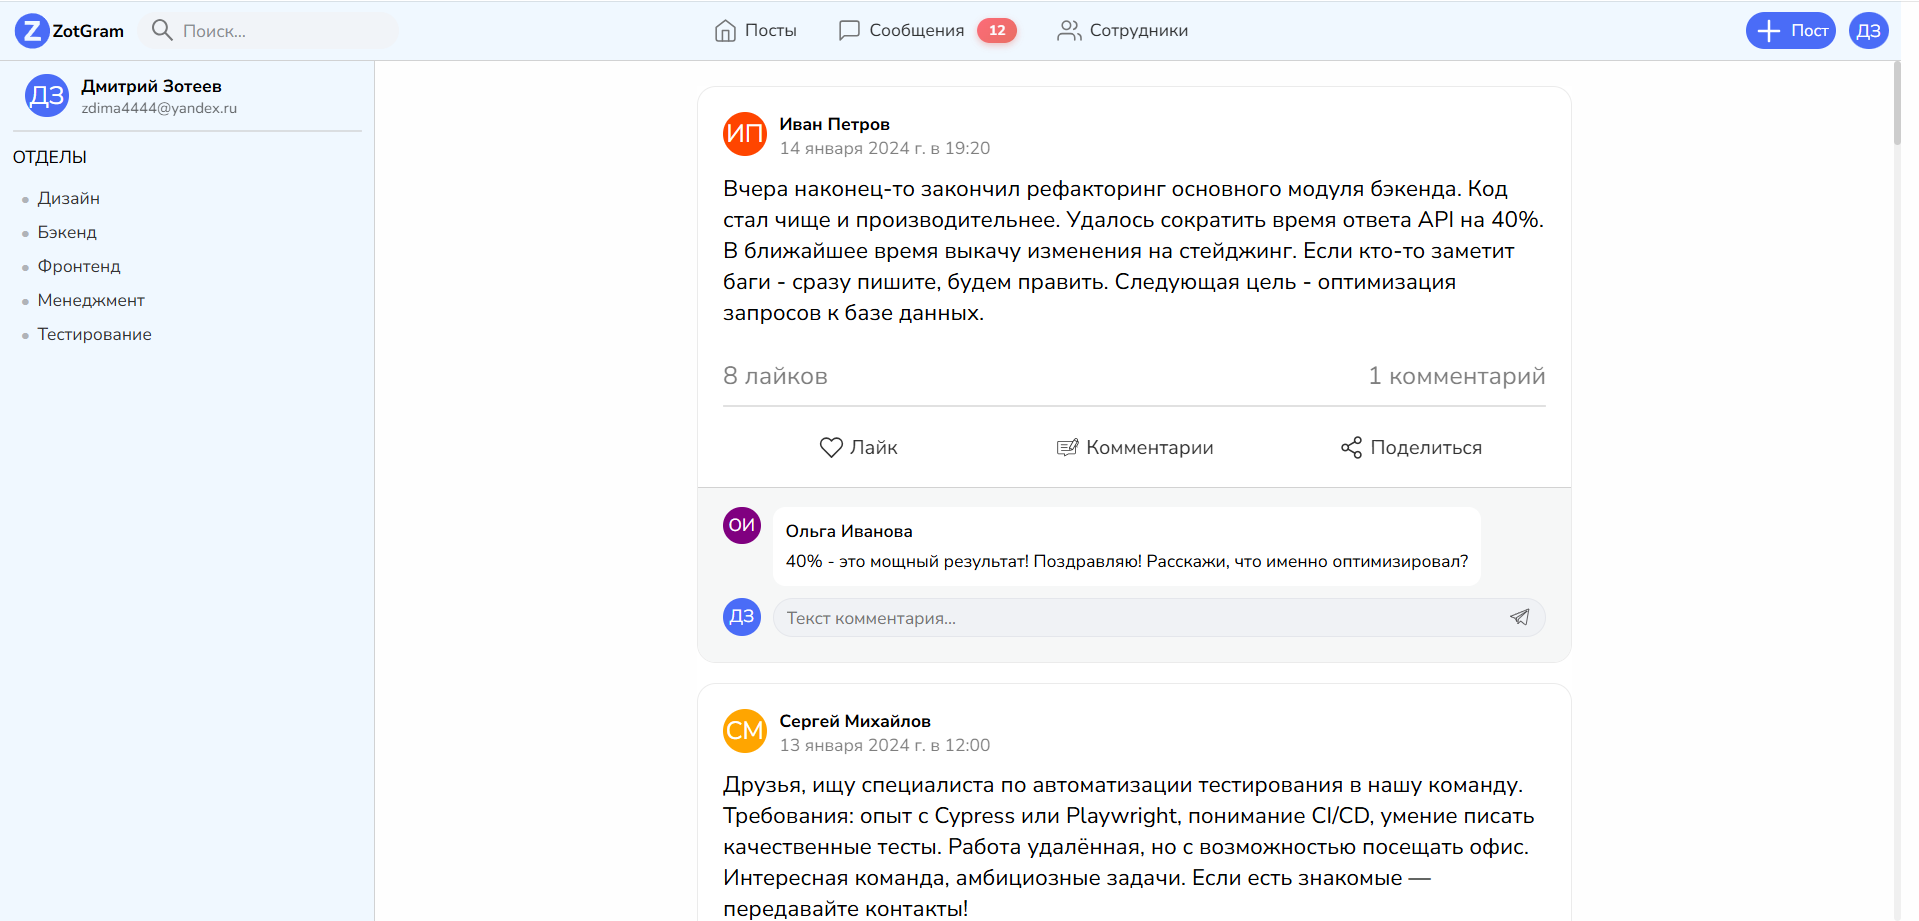 Z ZotGram
Поиск...
Посты
Сообщения 12
Сотрудники
Пост
ДЗ
ДЗ
Дмитрий Зотеев
zdima4444@yandex.ru
ОТДЕЛЫ
Дизайн
Бэкенд
Фронтенд
Менеджмент
Тестирование
ИП
Иван Петров
14 января 2024 г. в 19:20
Вчера наконец-то закончил рефакторинг основного модуля бэкенда. Код
стал чище и производительнее. Удалось сократить время ответа API на 40%.
В ближайшее время выкачу изменения на стейджинг. Если кто-то заметит
баги - сразу пишите, будем править. Следующая цель - оптимизация
запросов к базе данных.
8 лайков
1 комментарий
Лайк
Комментарии
Поделиться
ОИ
Ольга Иванова
40% - это мощный результат! Поздравляю! Расскажи, что именно оптимизировал?
ДЗ
Текст комментария...
СМ
Сергей Михайлов
13 января 2024 г. в 12:00
Друзья, ищу специалиста по автоматизации тестирования в нашу команду.
Требования: опыт с Cypress или Playwright, понимание CI/CD, умение писать
качественные тесты. Работа удалённая, но с возможностью посещать офис.
Интересная команда, амбициозные задачи. Если есть знакомые —
передавайте контакты!